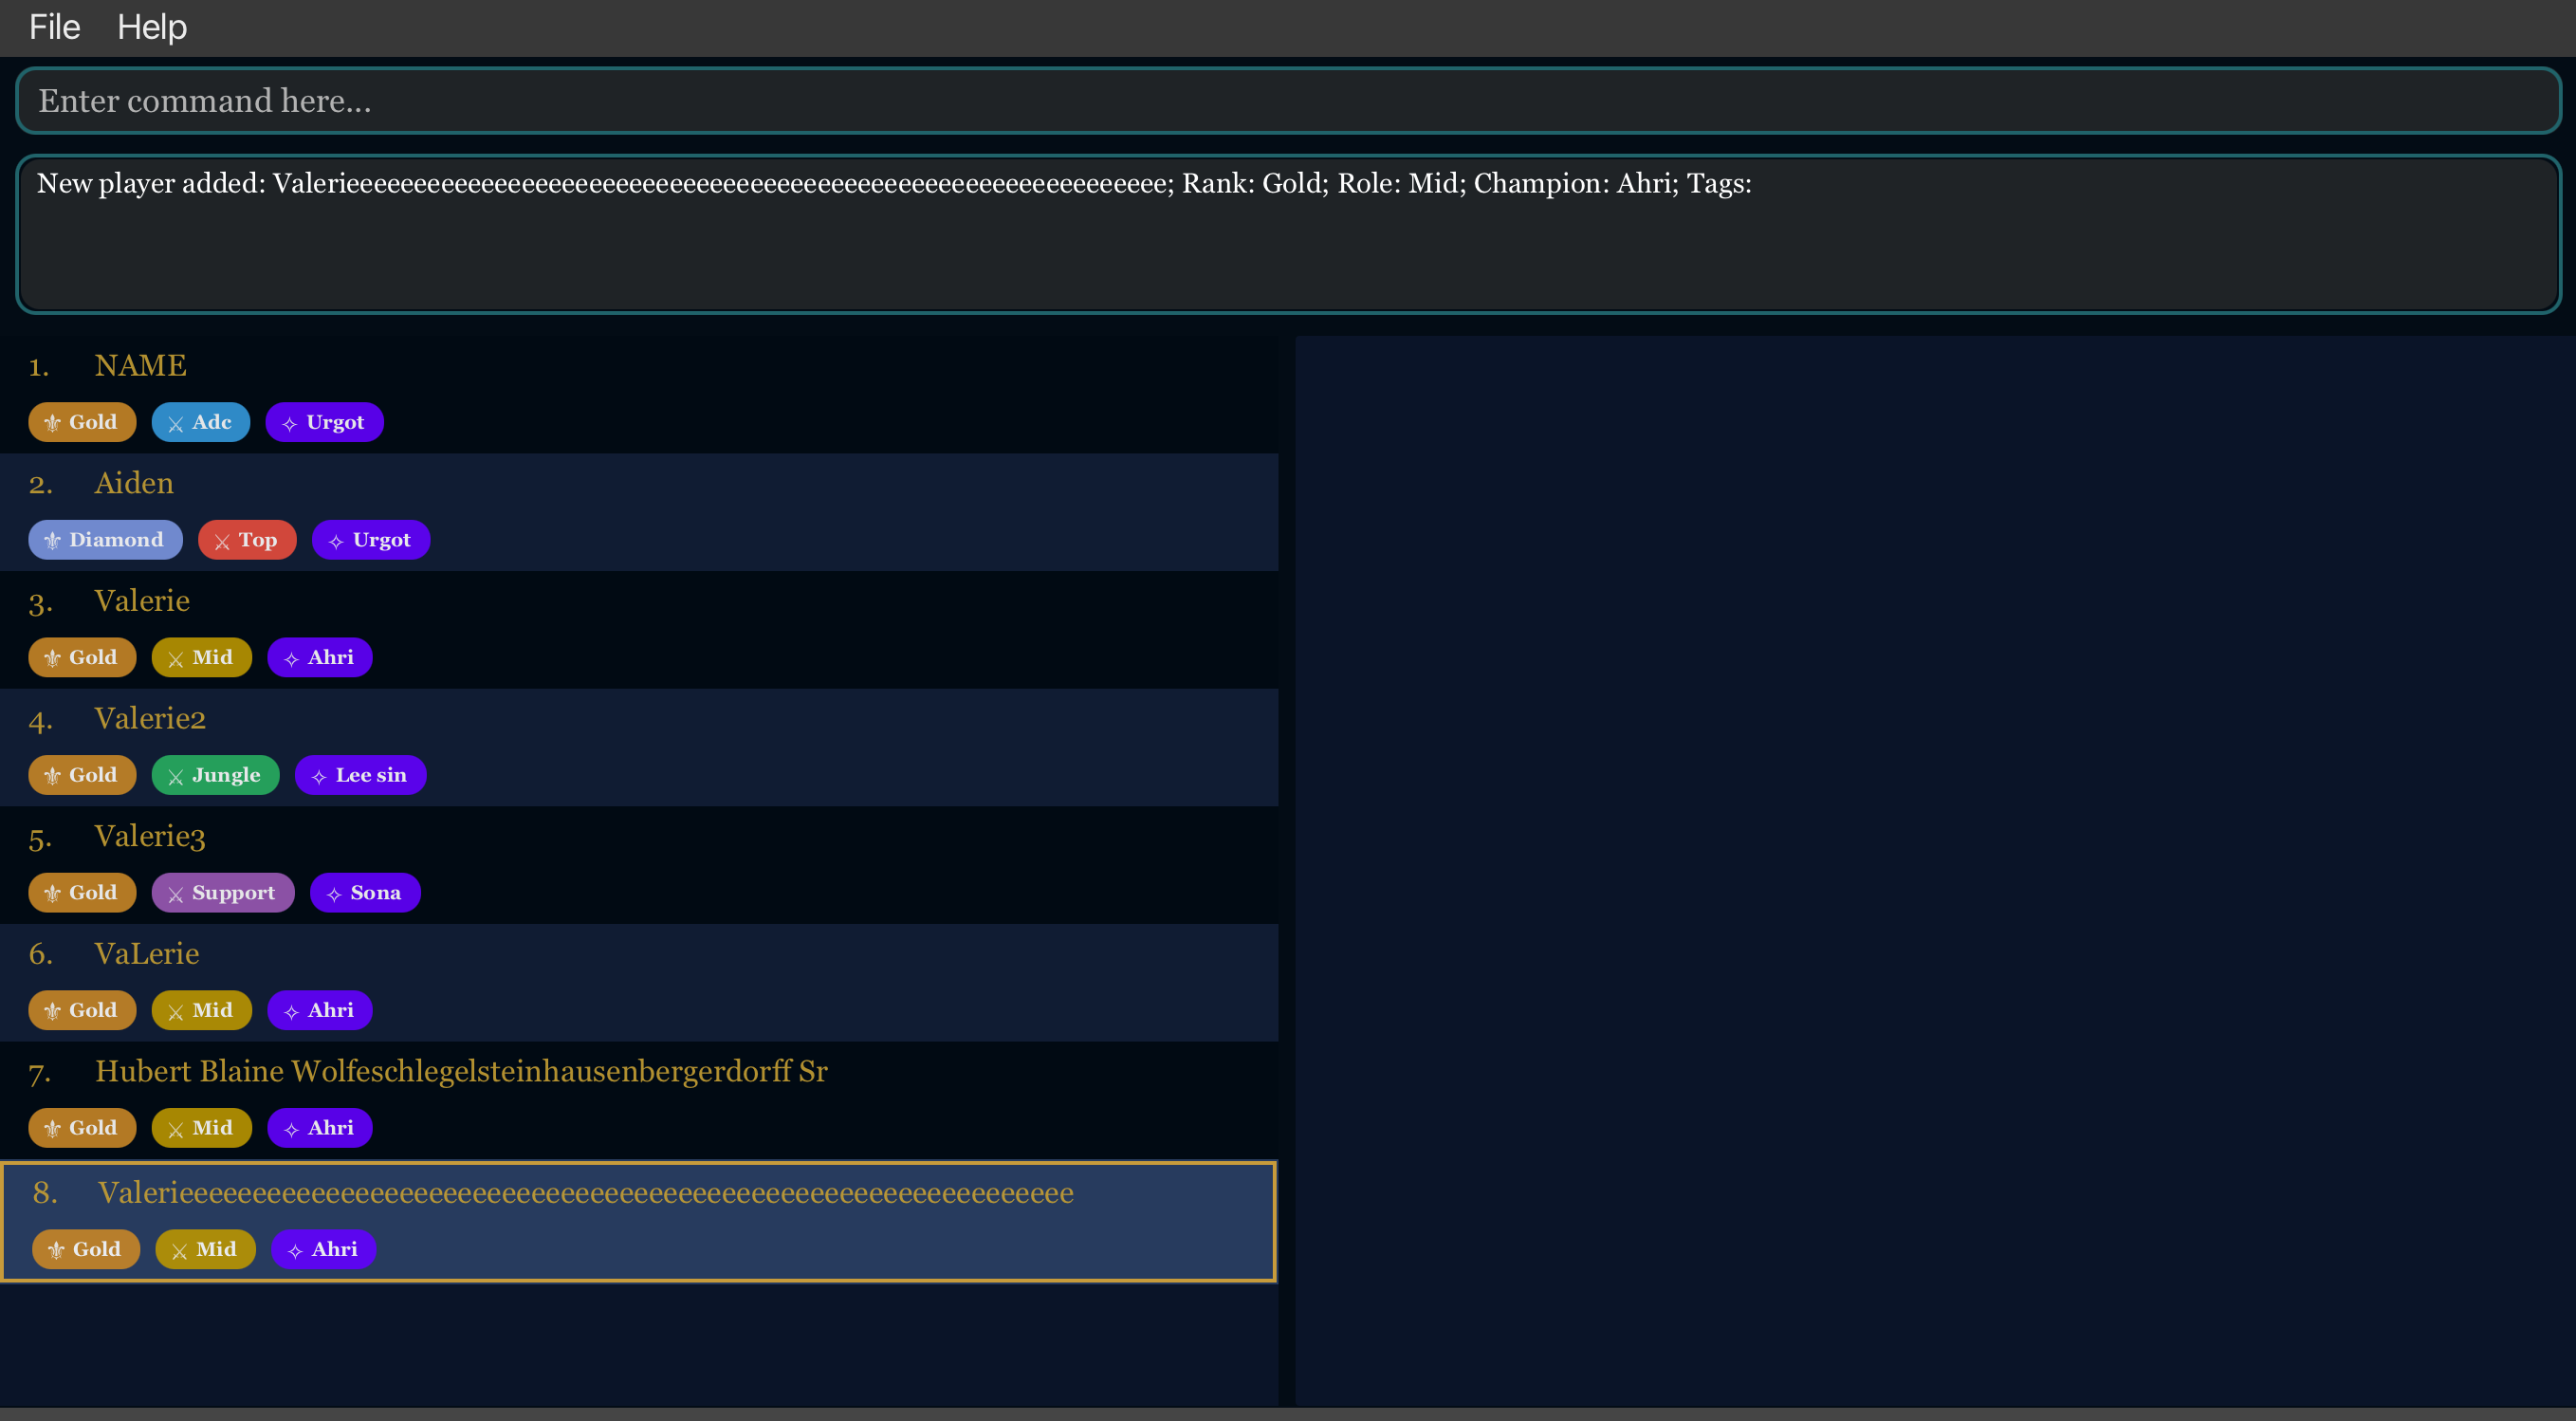 File Help
Enter command here...
New player added: Valerieeeeeeeeeeeeeeeeeeeeeeeeeeeeeeeeeeeeeeeeeeeeeeeeeeeeeeeeeeeeeee; Rank: Gold; Role: Mid; Champion: Ahri; Tags:
1. NAME
Gold Adc Urgot
2. Aiden
Diamond Top Urgot
3. Valerie
Gold Mid Ahri
4. Valerie2
Gold Jungle Lee sin
5. Valerie3
Gold Support Sona
6. VaLerie
Gold Mid Ahri
7. Hubert Blaine Wolfeschlegelsteinhausenbergerdorff Sr
Gold Mid Ahri
8. Valerieeeeeeeeeeeeeeeeeeeeeeeeeeeeeeeeeeeeeeeeeeeeeeeeeeeeeeeeeeeeeee
Gold Mid Ahri